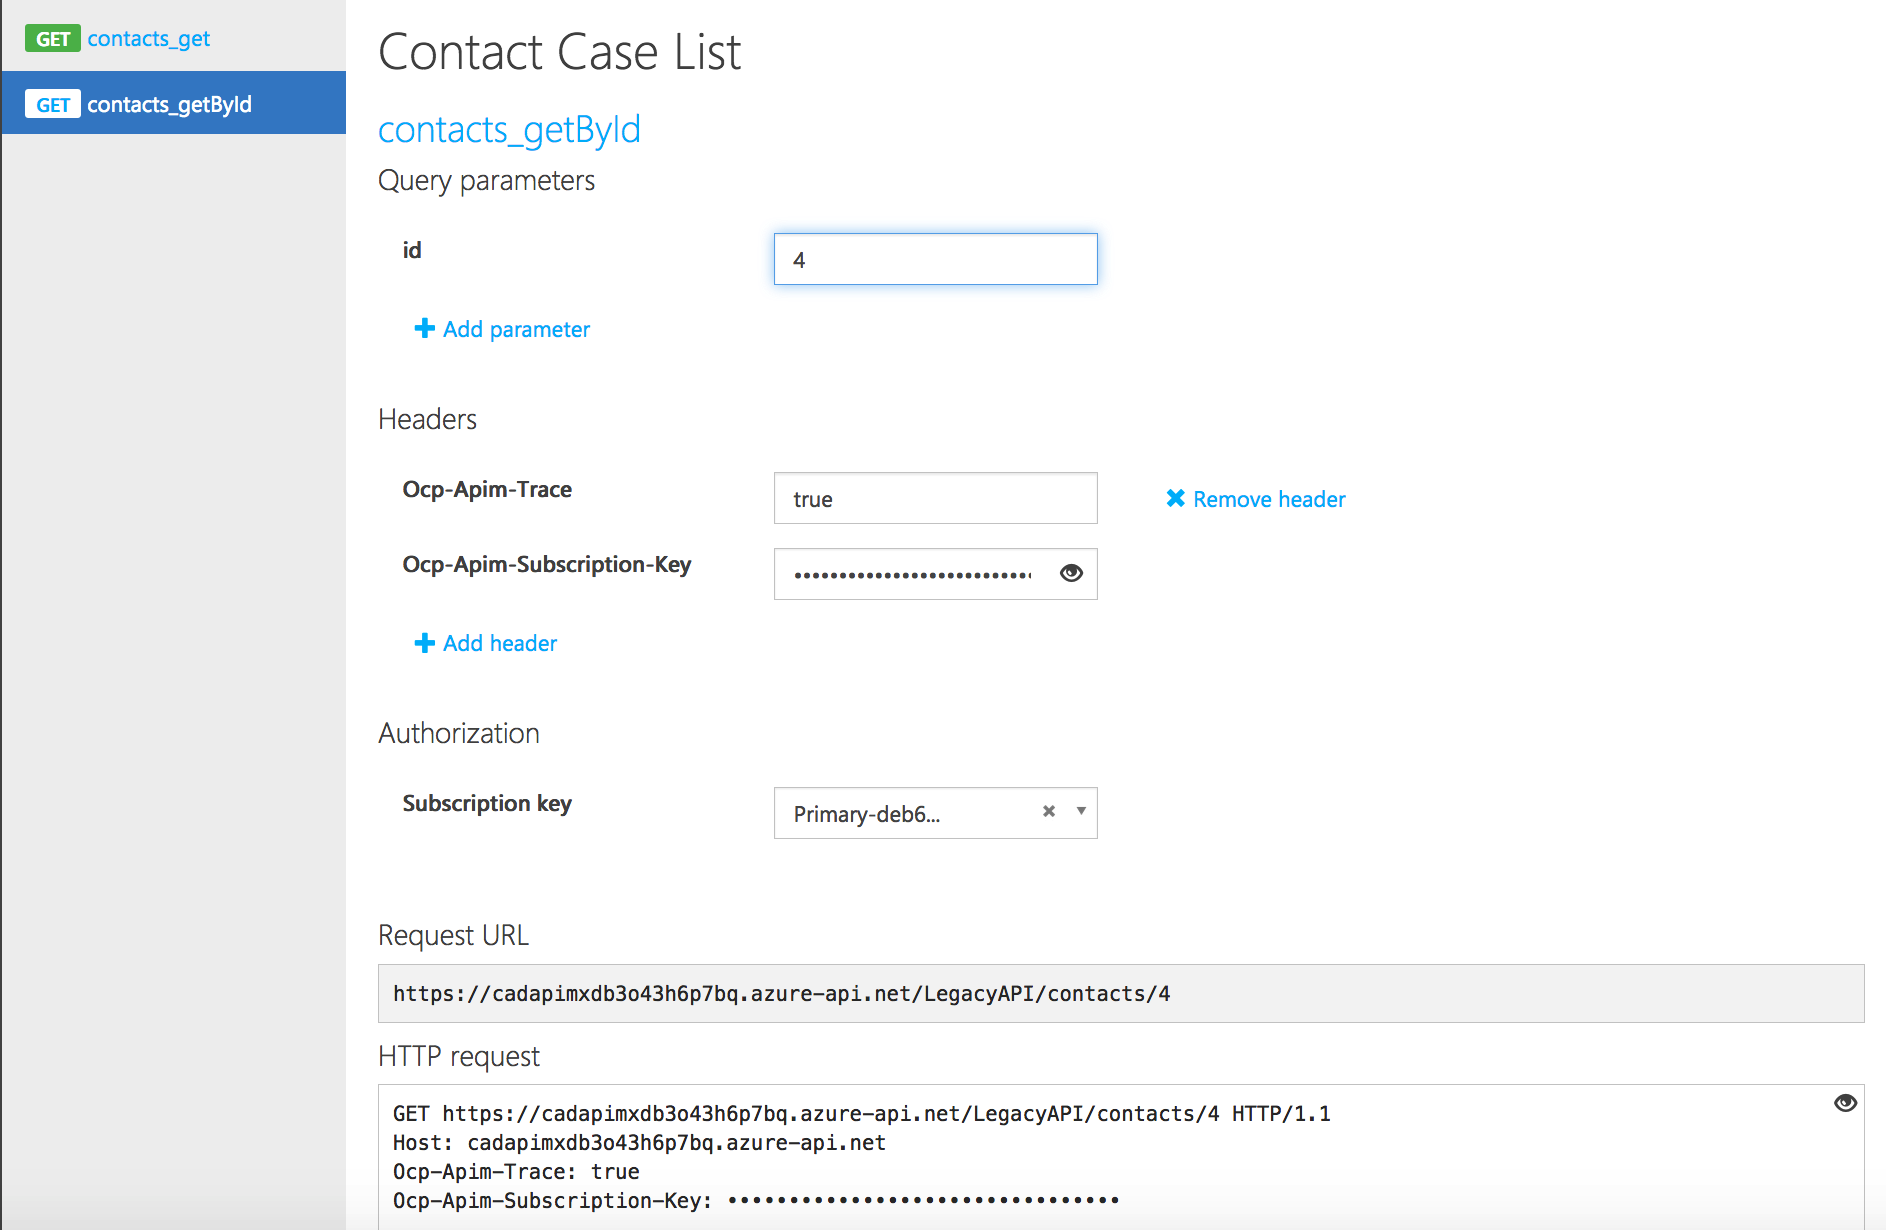 GET contacts_get
GET contacts_getById
Contact Case List
contacts_getById
Query parameters
id
4
Add parameter
Headers
Ocp-Apim-Trace
true
Remove header
Ocp-Apim-Subscription-Key
••••••••••••••••••••••••••
Add header
Authorization
Subscription key
Primary-deb6...
Request URL
https://cadapimxdb3o43h6p7bq.azure-api.net/LegacyAPI/contacts/4
HTTP request
GET https://cadapimxdb3o43h6p7bq.azure-api.net/LegacyAPI/contacts/4 HTTP/1.1
Host: cadapimxdb3o43h6p7bq.azure-api.net
Ocp-Apim-Trace: true
Ocp-Apim-Subscription-Key: ••••••••••••••••••••••••••••••••